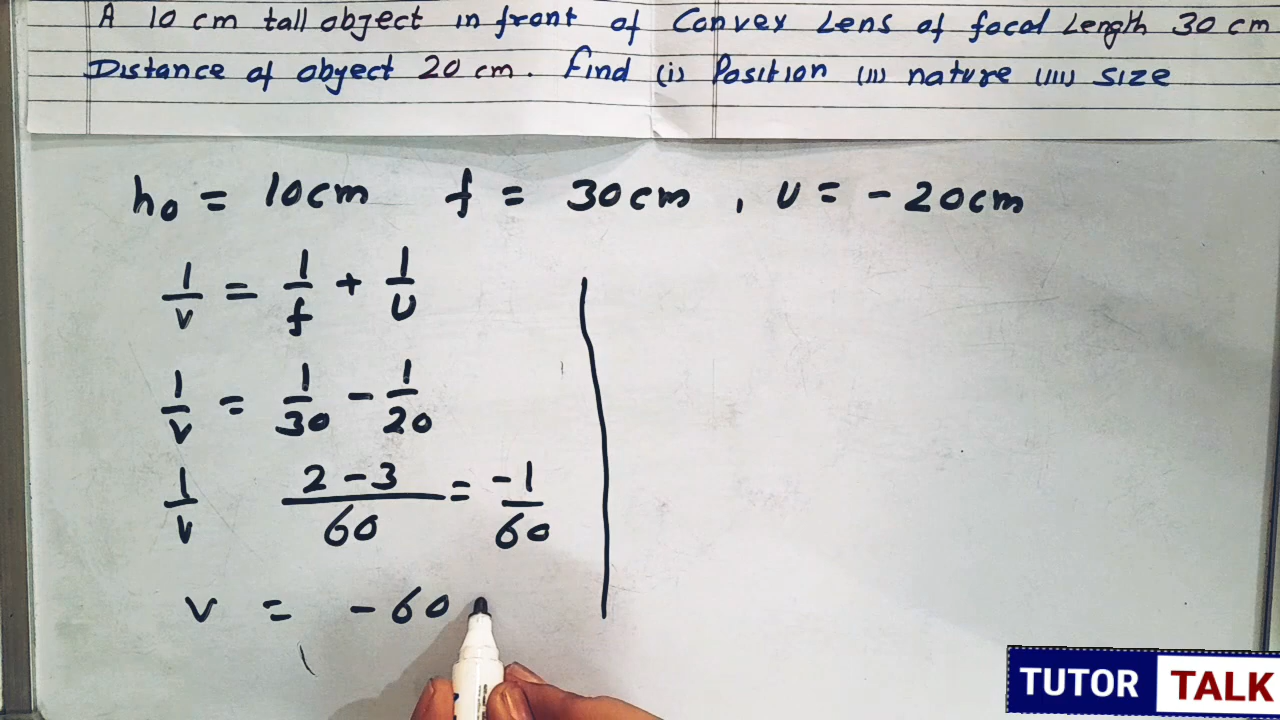 A 10 cm tall object in front of Convex Lens of focal Length 30 cm
Distance of object 20 cm. Find (i) Position (ii) nature (iii) size
h₀ = 10cm f = 30cm , u = -20cm
1/v = 1/f + 1/u
1/v = 1/30 - 1/20
1/v 2-3/60 = -1/60
v = -60
TUTOR TALK